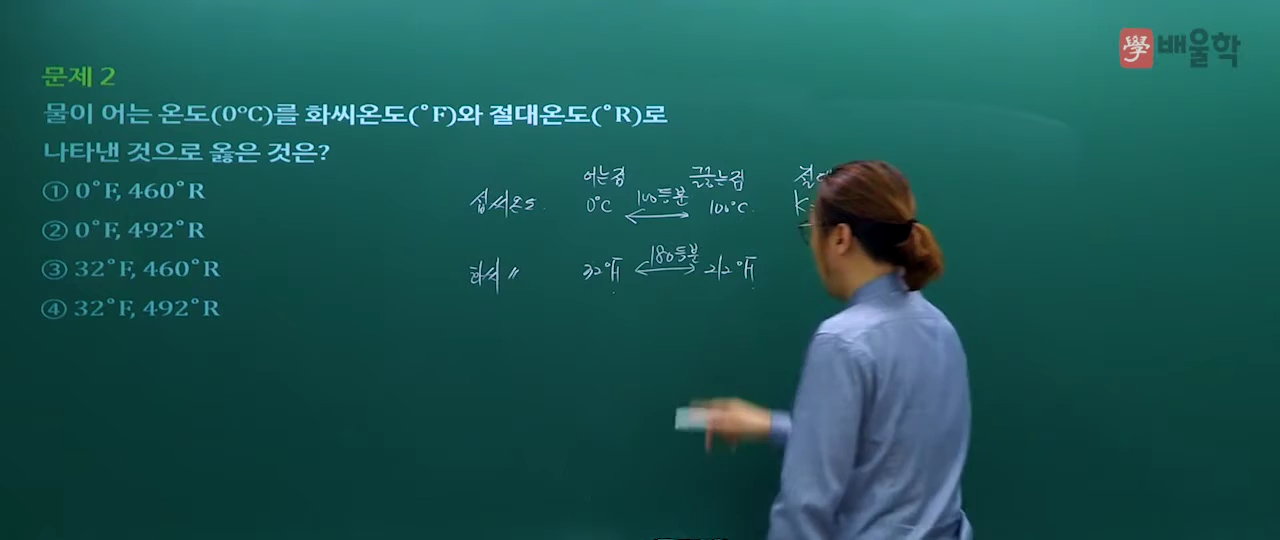 學 배울학
문제 2
물이 어는 온도(0°C)를 화씨온도(°F)와 절대온도(°R)로
나타낸 것으로 옳은 것은?
① 0°F, 460°R
② 0°F, 492°R
③ 32°F, 460°R
④ 32°F, 492°R
어는점 끓는점 절대
섭씨온도. 0°C 100등분 100°C. K
화씨 〃 32°F 180등분 212°F